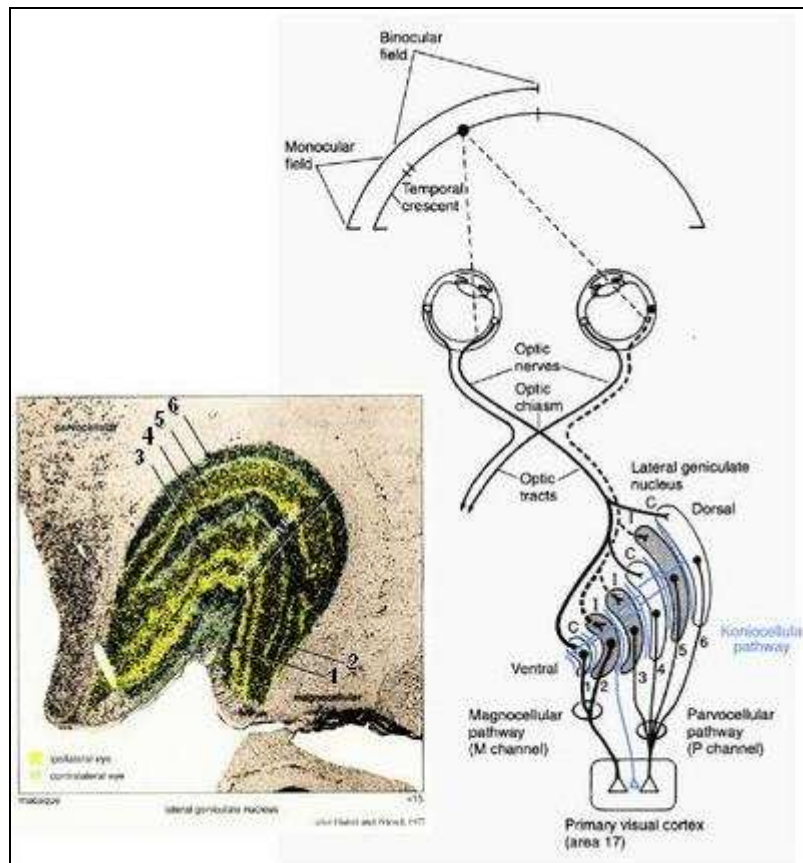 Binocular
field
Monocular
field
Temporal
crescent
Optic
nerves
Optic
chiasm
Optic
tracts
Lateral geniculate
nucleus
C
Dorsal
I
C
I
I
C
Ventral
Koniocellular
pathway
1
2
3
4
5
6
Magnocellular
pathway
(M channel)
Parvocellular
pathway
(P channel)
Primary visual cortex
(area 17)
6
5
4
3
parvocellular
2
1
magnocellular
ipsilateral eye
contralateral eye
macaque
lateral geniculate nucleus